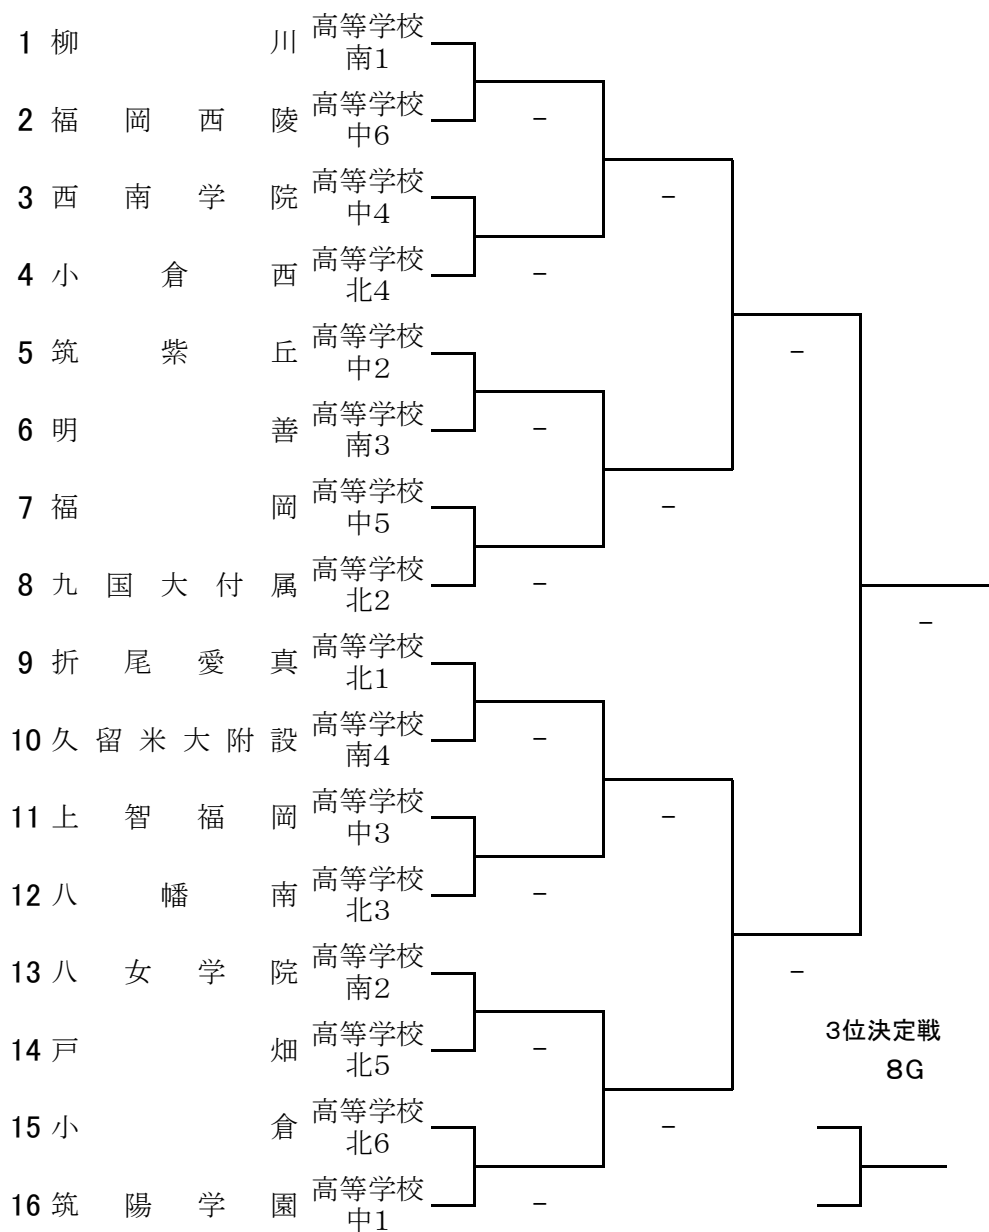 1 柳川 高等学校
南1
2 福岡西陵 高等学校
中6
-
3 西南学院 高等学校
中4
-
4 小倉西 高等学校
北4
-
5 筑紫丘 高等学校
中2
-
6 明善 高等学校
南3
-
7 福岡 高等学校
中5
-
8 九国大付属 高等学校
北2
-
-
9 折尾愛真 高等学校
北1
10 久留米大附設 高等学校
南4
-
11 上智福岡 高等学校
中3
-
12 八幡南 高等学校
北3
-
13 八女学院 高等学校
南2
-
14 戸畑 高等学校
北5
-
3位決定戦
8G
15 小倉 高等学校
北6
-
16 筑陽学園 高等学校
中1
-